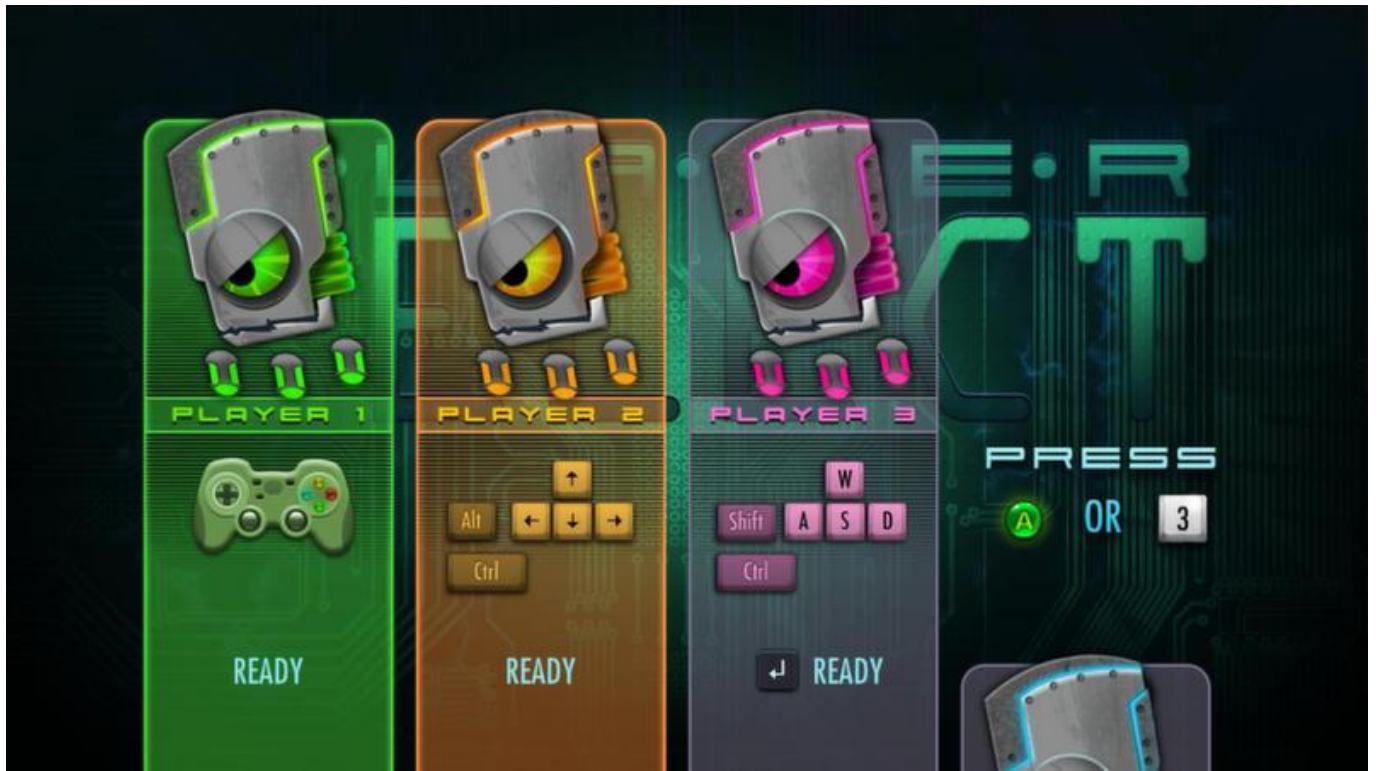 PLAYER 1
PLAYER 2
PLAYER 3
PRESS
A OR 3
Alt
Ctrl
W
Shift A S D
Ctrl
READY
READY
READY